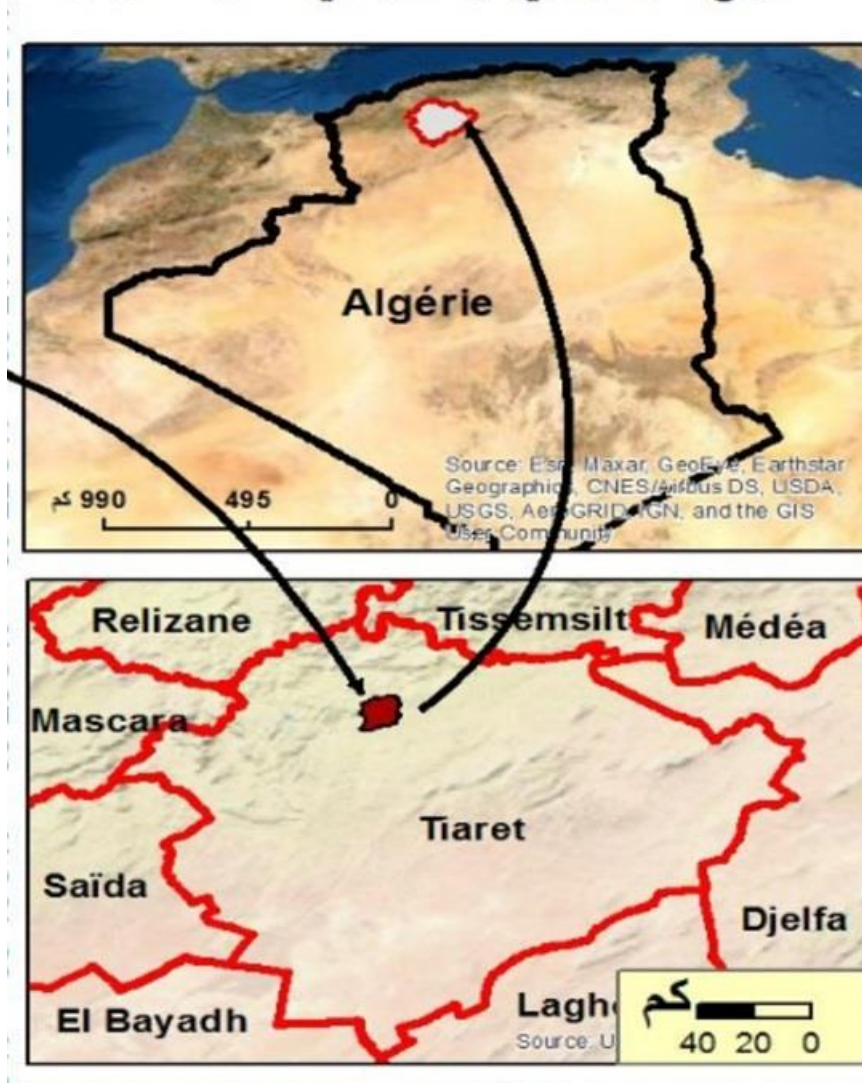 Algérie
Source: Esri, Maxar, GeoEye, Earthstar
Geographics, CNES/Airbus DS, USDA,
USGS, AeroGRID, IGN, and the GIS
User Community
كم 990 495 0
Relizane
Tissemsilt
Médéa
Mascara
Tiaret
Saïda
Djelfa
El Bayadh
Lagho
Source: U
كم
40 20 0